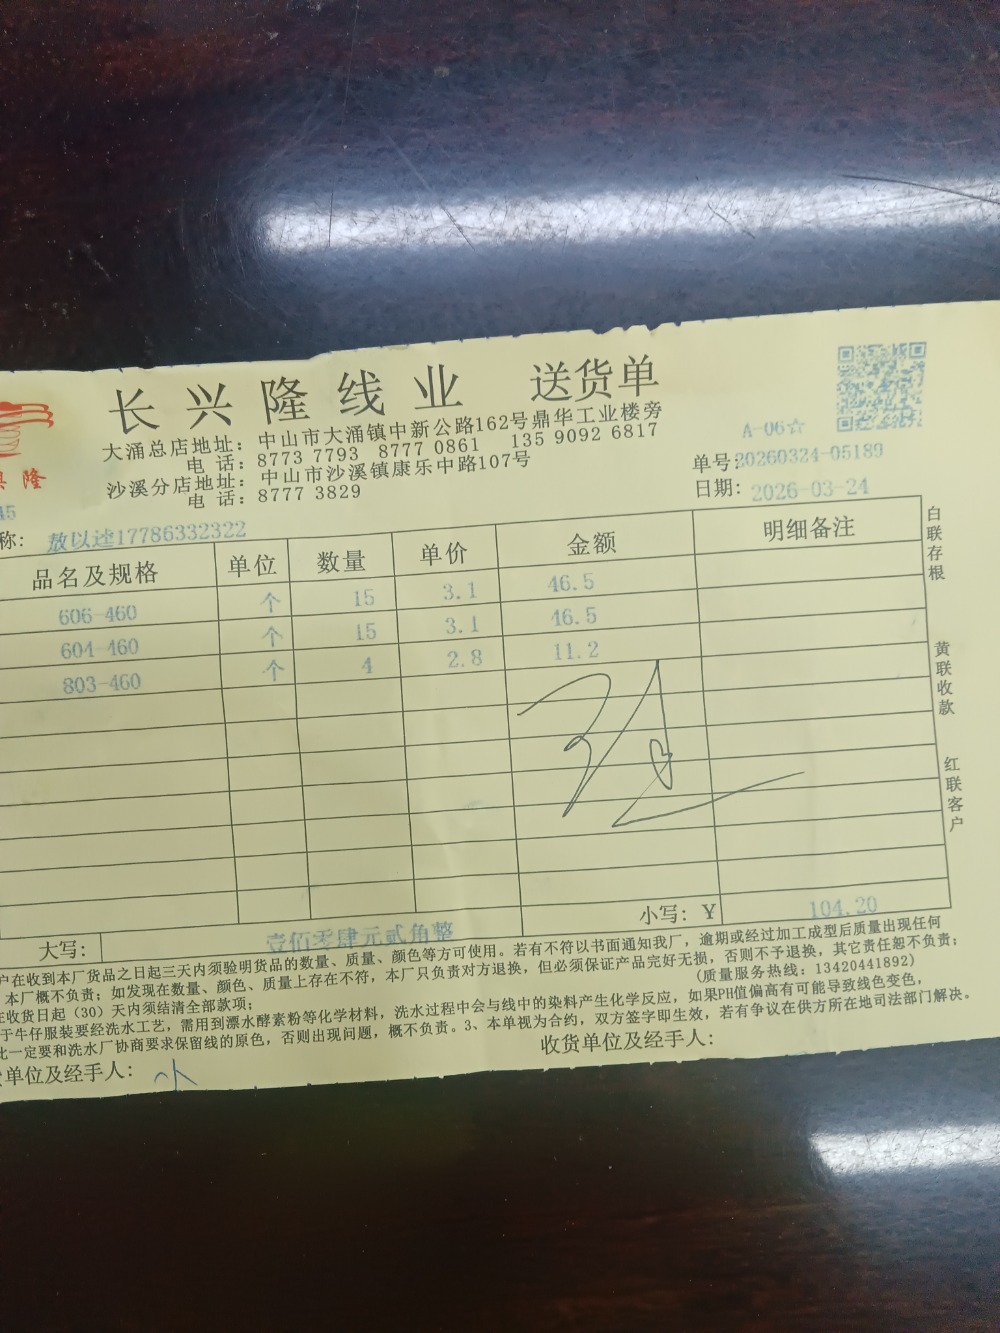 长兴隆线业 送货单
大涌总店地址：中山市大涌镇中新公路162号鼎华工业楼旁
电 话：8773 7793 8777 0861 135 9092 6817
沙溪分店地址：中山市沙溪镇康乐中路107号
电 话：8777 3829
A-06☆
单号:20260324-05189
日期: 2026-03-24
隆
45
称: 敖以达17786332322
品名及规格 单位 数量 单价 金额 明细备注
606-460 个 15 3.1 46.5
604-460 个 15 3.1 46.5
803-460 个 4 2.8 11.2
白联存根
黄联收款
红联客户
小写：￥ 104.20
大写： 壹佰零肆元贰角整
户在收到本厂货品之日起三天内须验明货品的数量、质量、颜色等方可使用。若有不符以书面通知我厂，逾期或经过加工成型后质量出现任何
本厂概不负责；如发现在数量、颜色、质量上存在不符，本厂只负责对方退换，但必须保证产品完好无损，否则不予退换，其它责任恕不负责；
收货日起（30）天内须结清全部款项； （质量服务热线：13420441892）
于牛仔服装要经洗水工艺，需用到漂水酵素粉等化学材料，洗水过程中会与线中的染料产生化学反应，如果PH值偏高有可能导致线色变色，
此一定要和洗水厂协商要求保留线的原色，否则出现问题，概不负责。3、本单视为合约，双方签字即生效，若有争议在供方所在地司法部门解决。
单位及经手人：
收货单位及经手人：